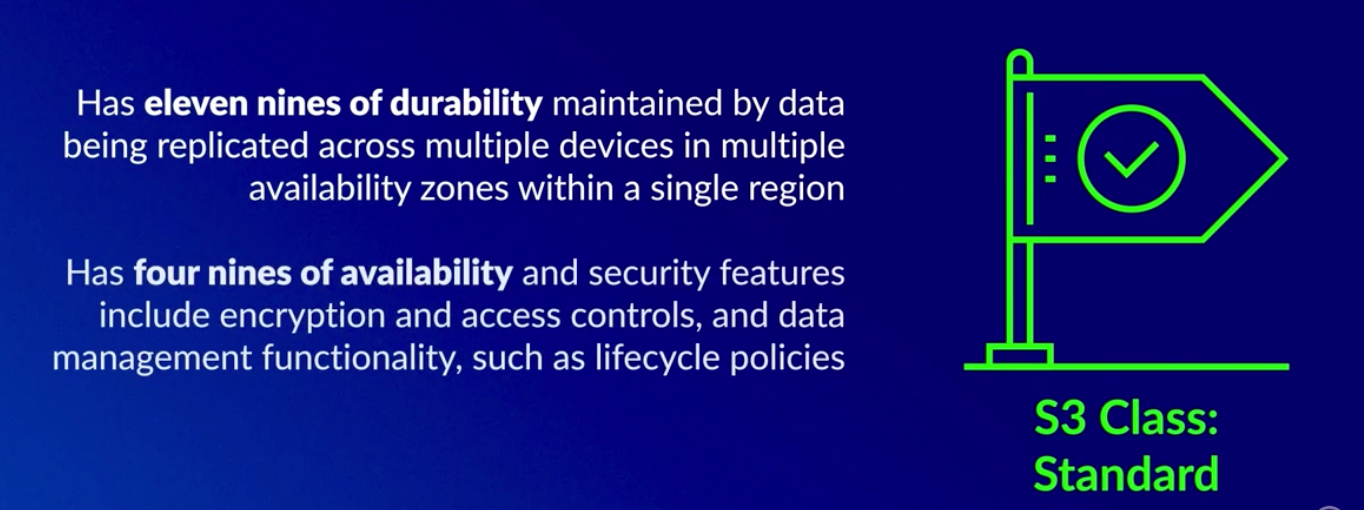 Has eleven nines of durability maintained by data
being replicated across multiple devices in multiple
availability zones within a single region
Has four nines of availability and security features
include encryption and access controls, and data
management functionality, such as lifecycle policies
S3 Class:
Standard